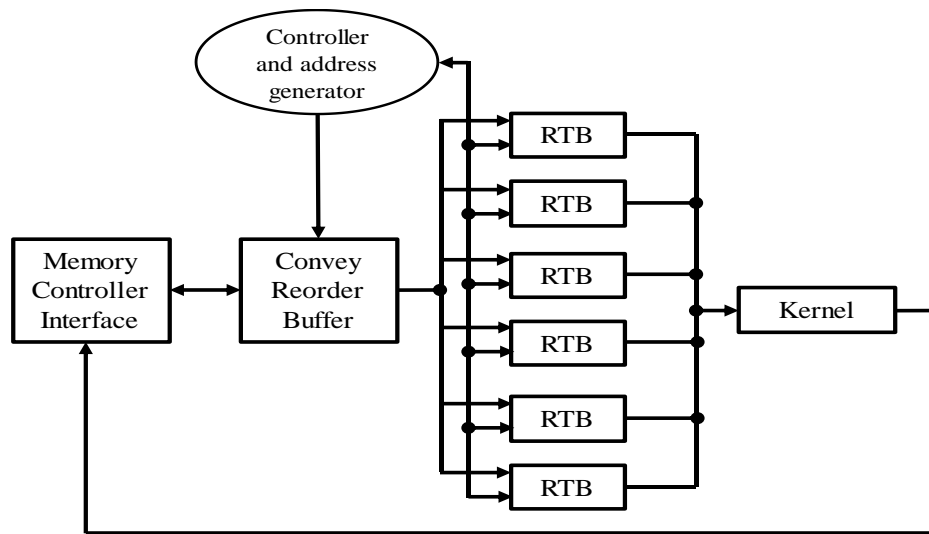 Controller
and address
generator
RTB
RTB
Memory
Controller
Interface
Convey
Reorder
Buffer
RTB
Kernel
RTB
RTB
RTB